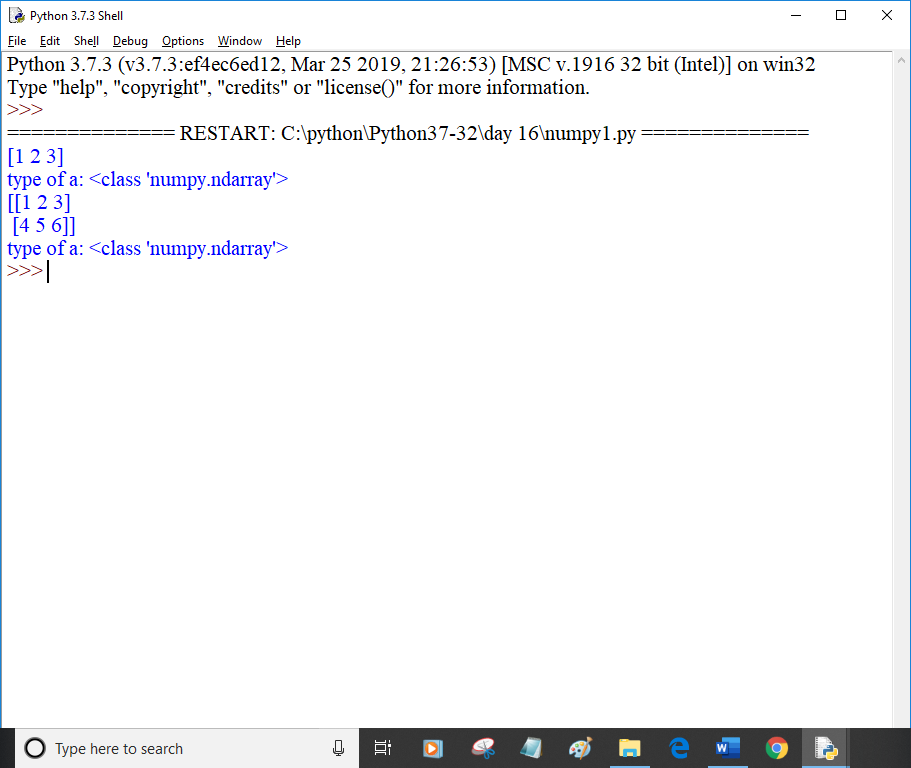 Python 3.7.3 Shell
File Edit Shell Debug Options Window Help
Python 3.7.3 (v3.7.3:ef4ec6ed12, Mar 25 2019, 21:26:53) [MSC v.1916 32 bit (Intel)] on win32
Type "help", "copyright", "credits" or "license()" for more information.
>>>
============== RESTART: C:\python\Python37-32\day 16\numpy1.py ==============
[1 2 3]
type of a: <class 'numpy.ndarray'>
[[1 2 3]
 [4 5 6]]
type of a: <class 'numpy.ndarray'>
>>>
Type here to search